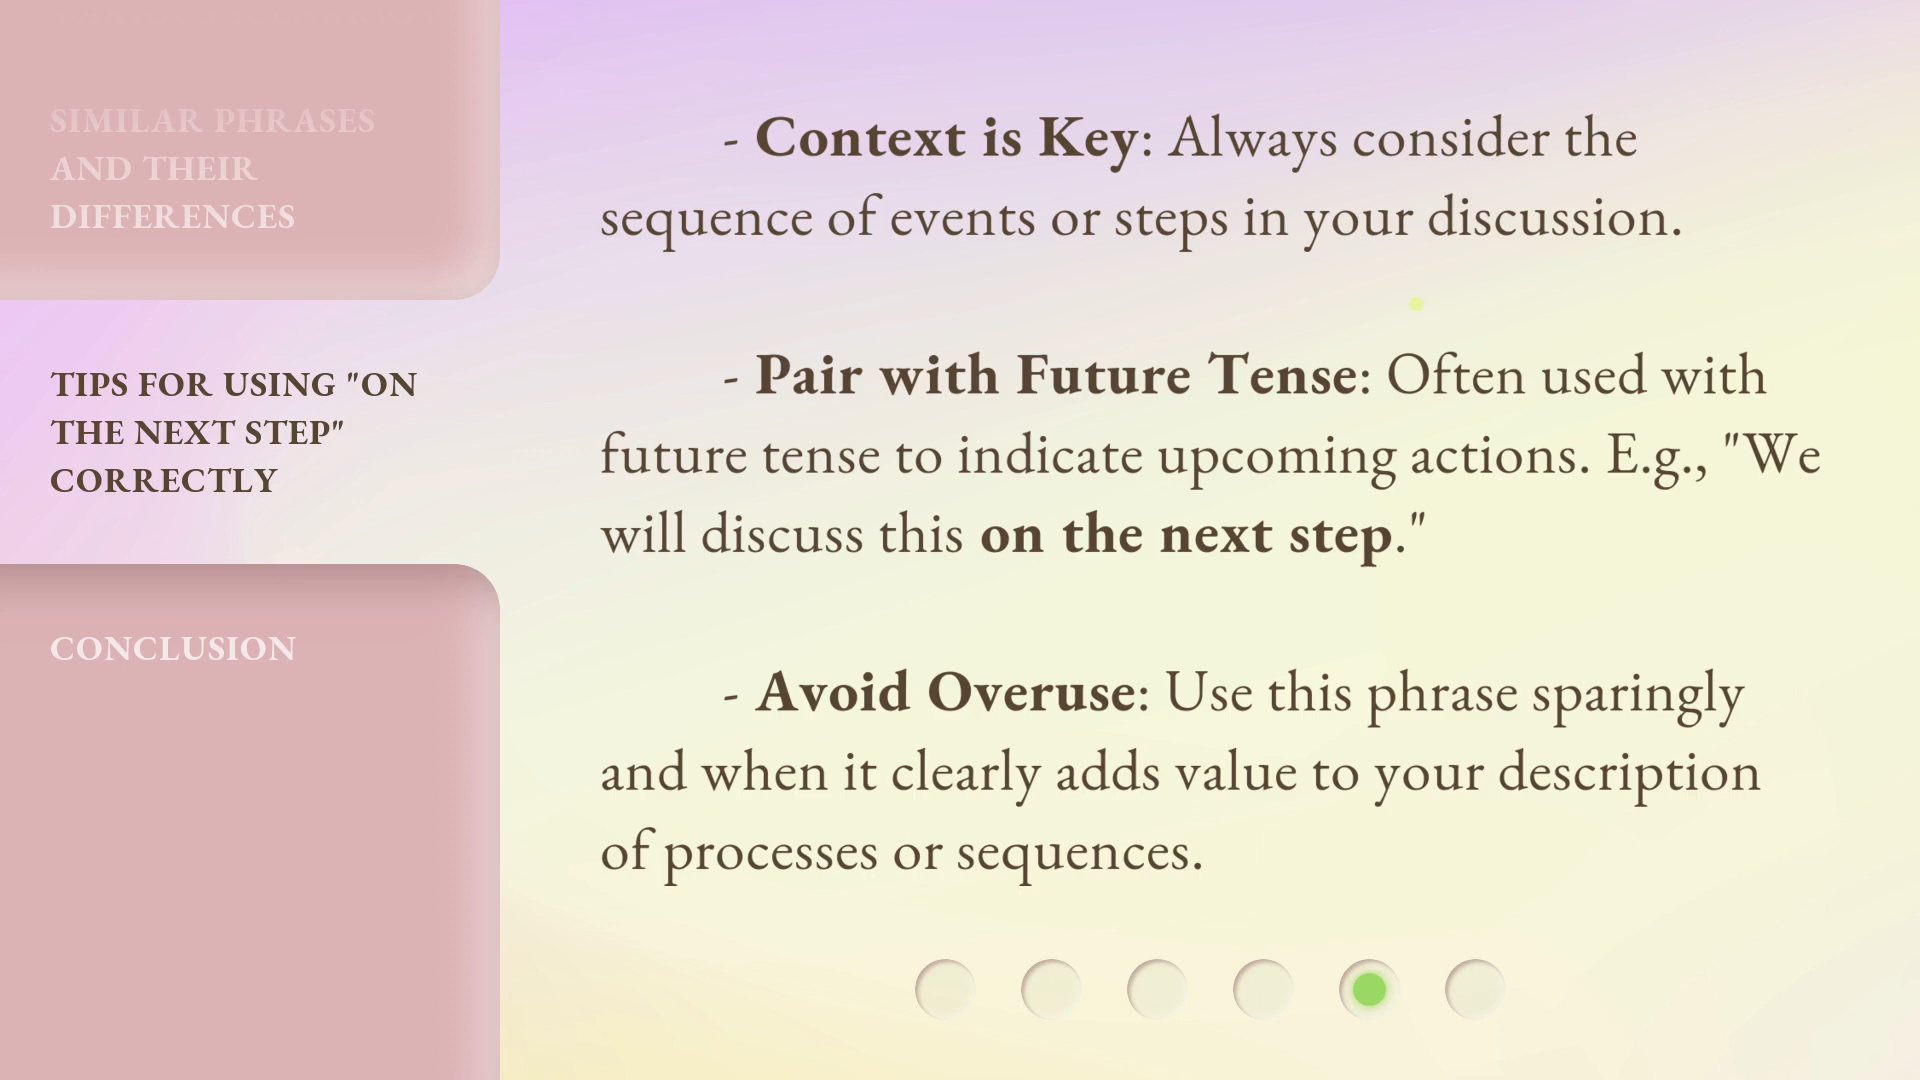 SIMILAR PHRASES
AND THEIR
DIFFERENCES
TIPS FOR USING "ON
THE NEXT STEP"
CORRECTLY
CONCLUSION
- Context is Key: Always consider the
sequence of events or steps in your discussion.
- Pair with Future Tense: Often used with
future tense to indicate upcoming actions. E.g., "We
will discuss this on the next step."
- Avoid Overuse: Use this phrase sparingly
and when it clearly adds value to your description
of processes or sequences.